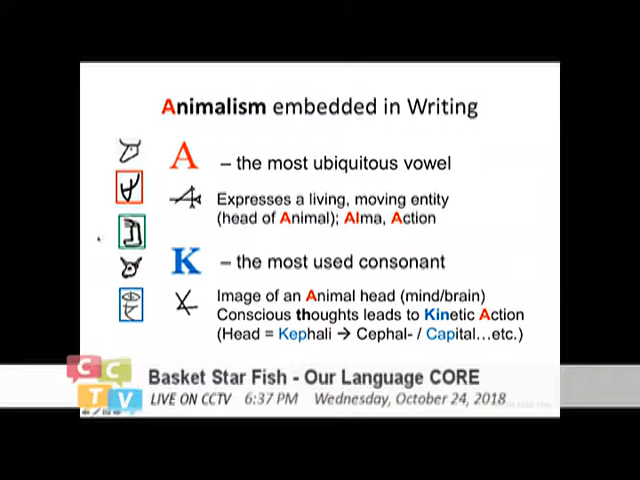 Animalism embedded in Writing
A – the most ubiquitous vowel
Expresses a living, moving entity
(head of Animal); Alma, Action
K – the most used consonant
Image of an Animal head (mind/brain)
Conscious thoughts leads to Kinetic Action
(Head = Kephali → Cephal- / Capital…etc.)
CCTV
Basket Star Fish - Our Language CORE
LIVE ON CCTV 6:37 PM Wednesday, October 24, 2018